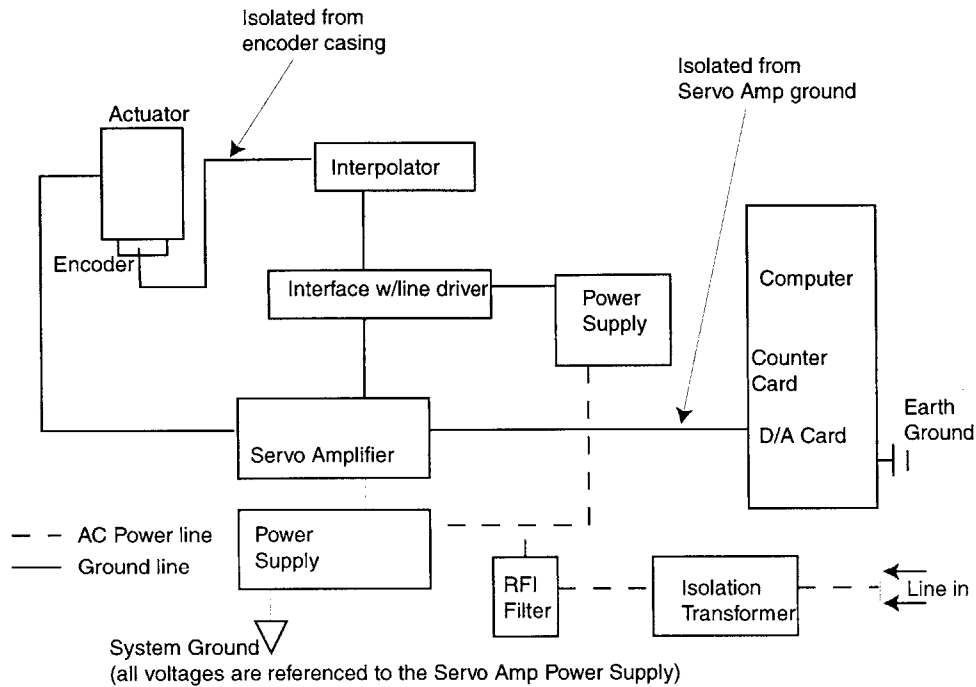 Isolated from
encoder casing
Isolated from
Servo Amp ground
Actuator
Interpolator
Encoder
Interface w/line driver
Power
Supply
Computer
Counter
Card
D/A Card
Earth
Ground
Servo Amplifier
AC Power line
Ground line
Power
Supply
RFI
Filter
Isolation
Transformer
Line in
System Ground
(all voltages are referenced to the Servo Amp Power Supply)